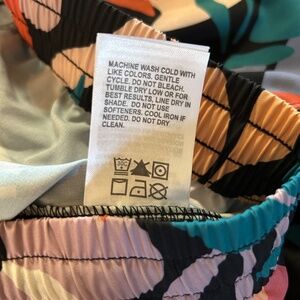 MACHINE WASH COLD WITH
LIKE COLORS. GENTLE
CYCLE. DO NOT BLEACH.
TUMBLE DRY LOW OR FOR
BEST RESULTS, LINE DRY IN
SHADE. DO NOT USE
SOFTENERS. COOL IRON IF
NEEDED. DO NOT DRY
CLEAN.